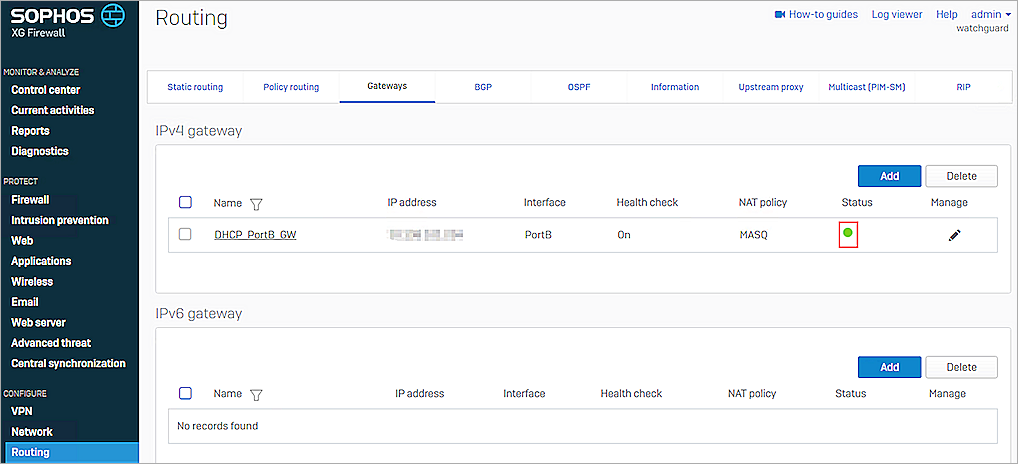 SOPHOS
XG Firewall
Routing
How-to guides Log viewer Help admin
watchguard
MONITOR & ANALYZE
Control center
Current activities
Reports
Diagnostics
PROTECT
Firewall
Intrusion prevention
Web
Applications
Wireless
Email
Web server
Advanced threat
Central synchronization
CONFIGURE
VPN
Network
Routing
Static routing Policy routing Gateways BGP OSPF Information Upstream proxy Multicast (PIM-SM) RIP
IPv4 gateway
Add Delete
Name IP address Interface Health check NAT policy Status Manage
DHCP_PortB_GW PortB On MASQ
IPv6 gateway
Add Delete
Name IP address Interface Health check NAT policy Status Manage
No records found